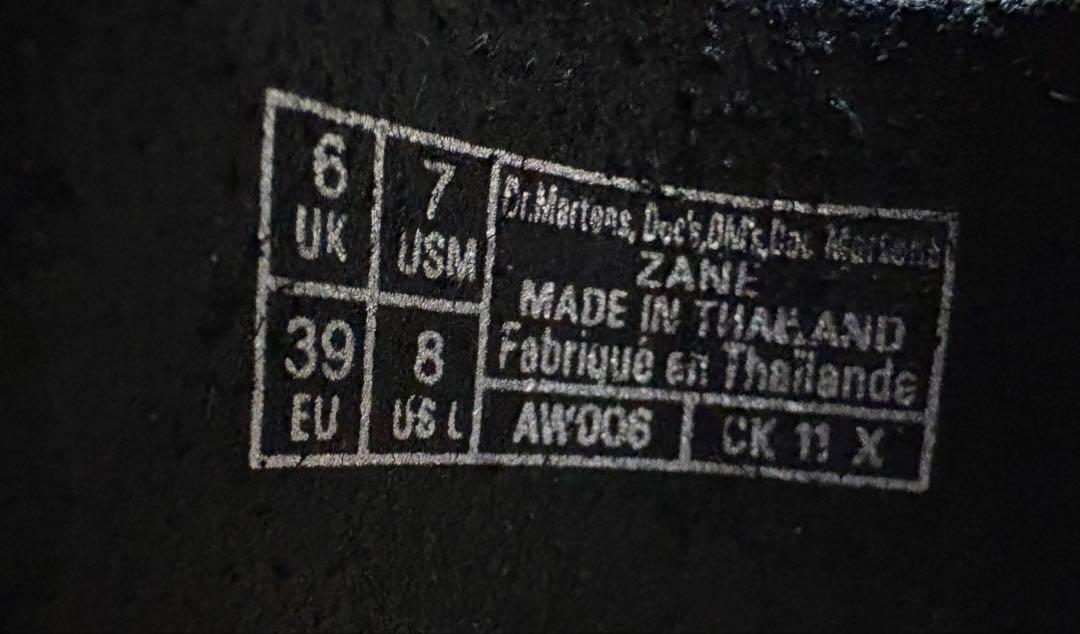 6
UK
7
USM
39
EU
8
US L
Dr.Martens, Doc's,DM's,Doc Martens
ZANE
MADE IN THAILAND
Fabriqué en Thaïlande
AW006
CK 11 X